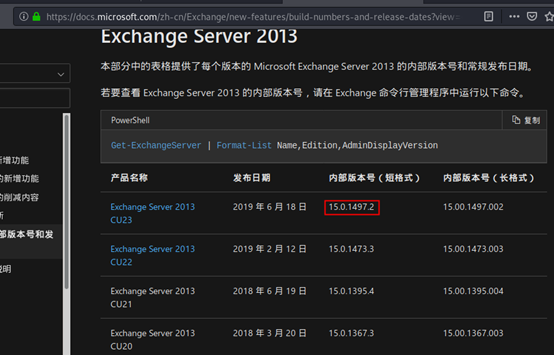 https://docs.microsoft.com/zh-cn/Exchange/new-features/build-numbers-and-release-dates?view=
Exchange Server 2013
本部分中的表格提供了每个版本的 Microsoft Exchange Server 2013 的内部版本号和常规发布日期。
若要查看 Exchange Server 2013 的内部版本号，请在 Exchange 命令行管理程序中运行以下命令。
PowerShell
复制
Get-ExchangeServer | Format-List Name,Edition,AdminDisplayVersion
新增功能
的新增功能
的削减内容
新
部版本号和发
说明
产品名称 发布日期 内部版本号（短格式） 内部版本号（长格式）
Exchange Server 2013 CU23 2019 年 6 月 18 日 15.0.1497.2 15.00.1497.002
Exchange Server 2013 CU22 2019 年 2 月 12 日 15.0.1473.3 15.00.1473.003
Exchange Server 2013 CU21 2018 年 6 月 19 日 15.0.1395.4 15.00.1395.004
Exchange Server 2013 CU20 2018 年 3 月 20 日 15.0.1367.3 15.00.1367.003